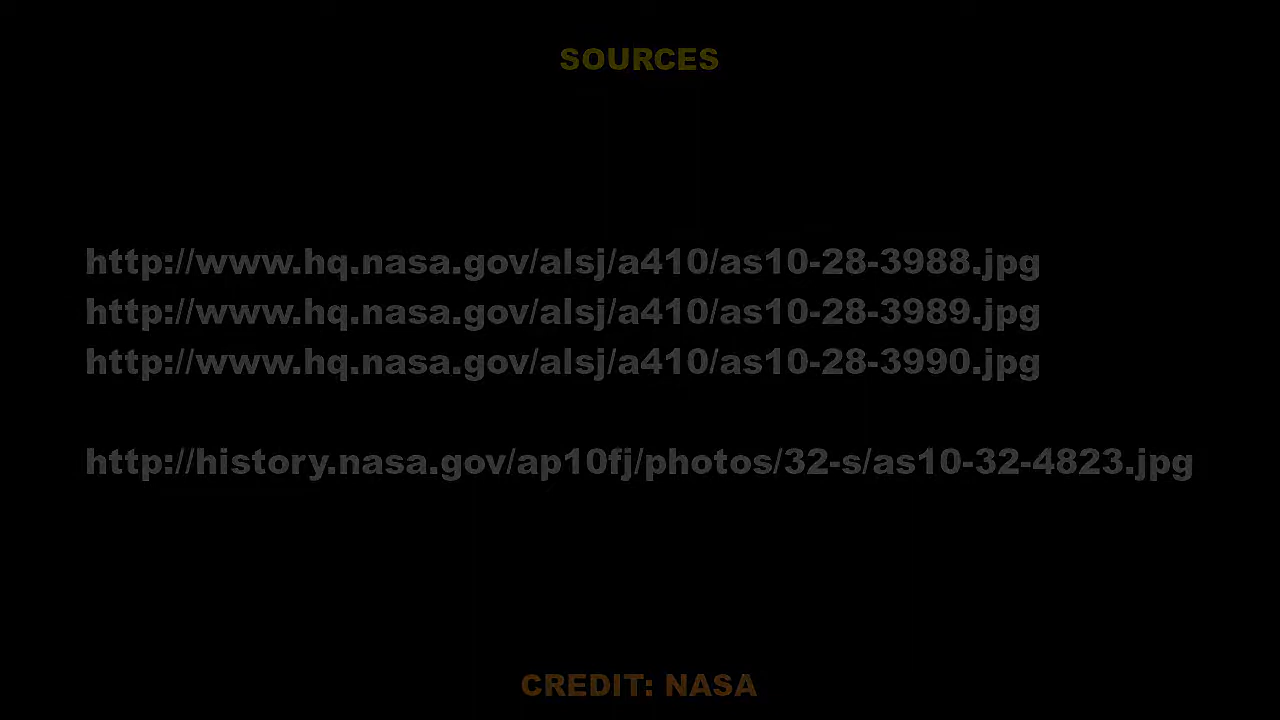 SOURCES
http://www.hq.nasa.gov/alsj/a410/as10-28-3988.jpg
http://www.hq.nasa.gov/alsj/a410/as10-28-3989.jpg
http://www.hq.nasa.gov/alsj/a410/as10-28-3990.jpg
http://history.nasa.gov/ap10fj/photos/32-s/as10-32-4823.jpg
CREDIT: NASA